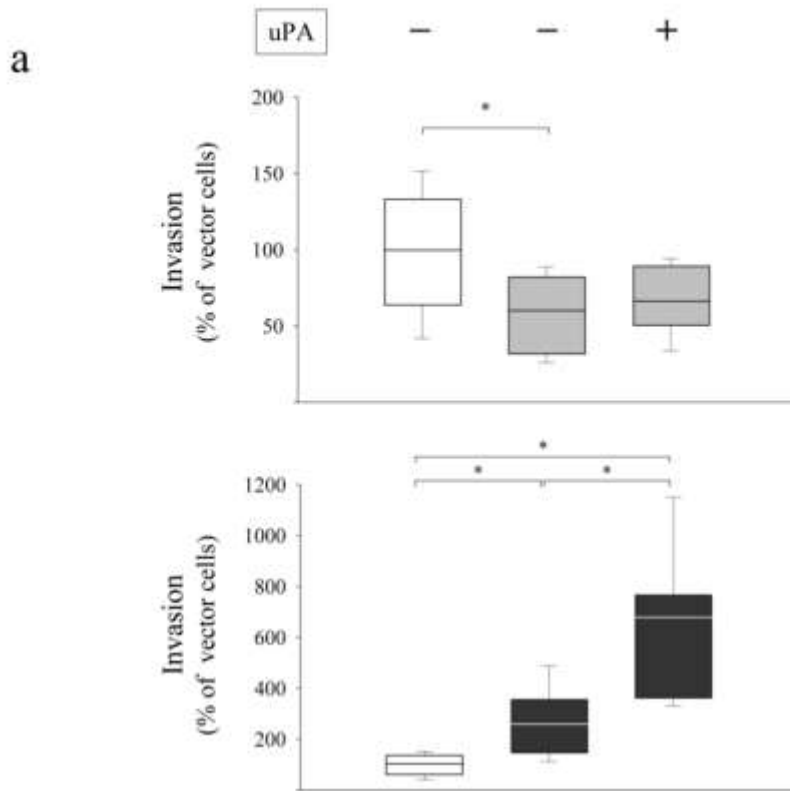 uPA − − +
a
200
*
150
100
50
Invasion
(% of vector cells)
*
* *
1200
1000
800
600
400
200
Invasion
(% of vector cells)